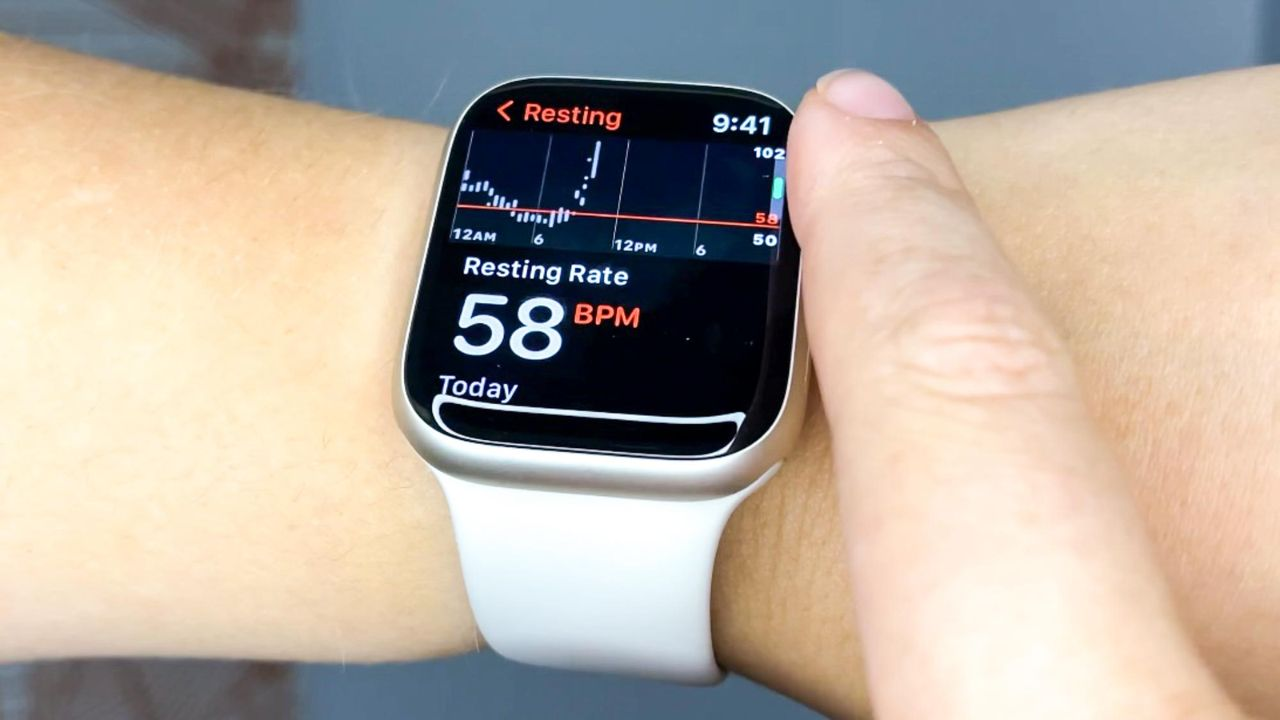 < Resting 9:41
102
58
50
12AM 6 12PM 6
Resting Rate
58 BPM
Today